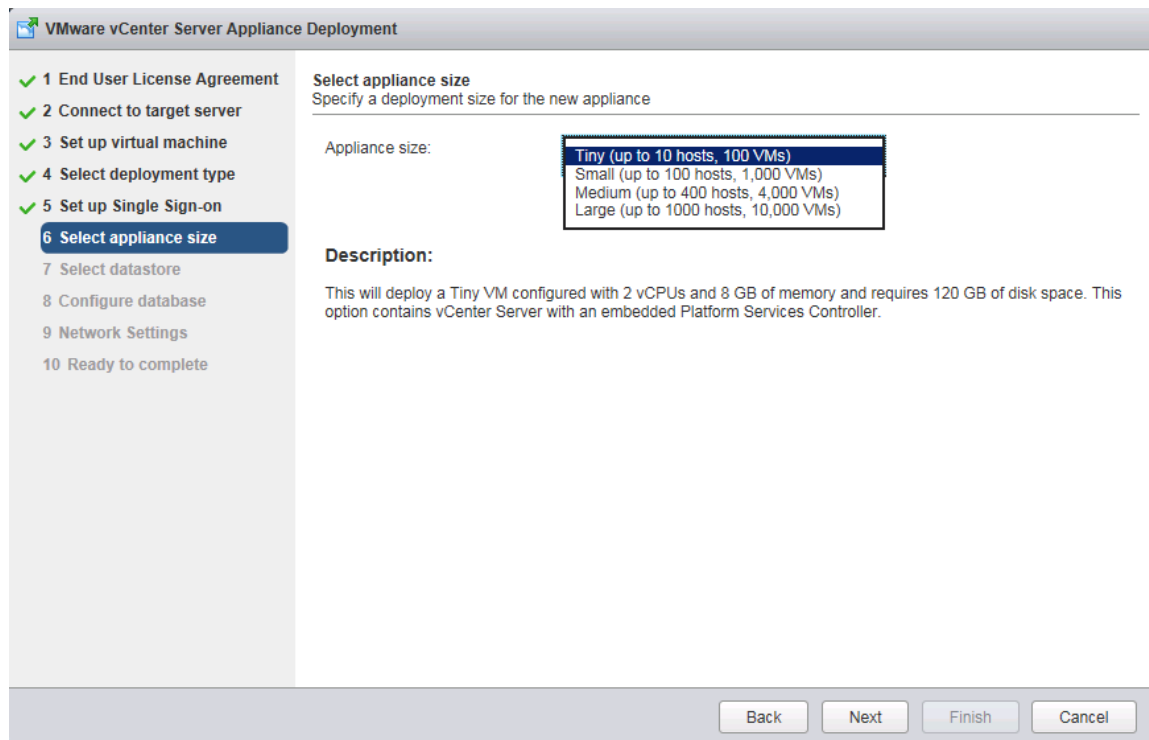 VMware vCenter Server Appliance Deployment
1 End User License Agreement
2 Connect to target server
3 Set up virtual machine
4 Select deployment type
5 Set up Single Sign-on
6 Select appliance size
7 Select datastore
8 Configure database
9 Network Settings
10 Ready to complete
Select appliance size
Specify a deployment size for the new appliance
Appliance size:
Tiny (up to 10 hosts, 100 VMs)
Small (up to 100 hosts, 1,000 VMs)
Medium (up to 400 hosts, 4,000 VMs)
Large (up to 1000 hosts, 10,000 VMs)
Description:
This will deploy a Tiny VM configured with 2 vCPUs and 8 GB of memory and requires 120 GB of disk space. This
option contains vCenter Server with an embedded Platform Services Controller.
Back
Next
Finish
Cancel